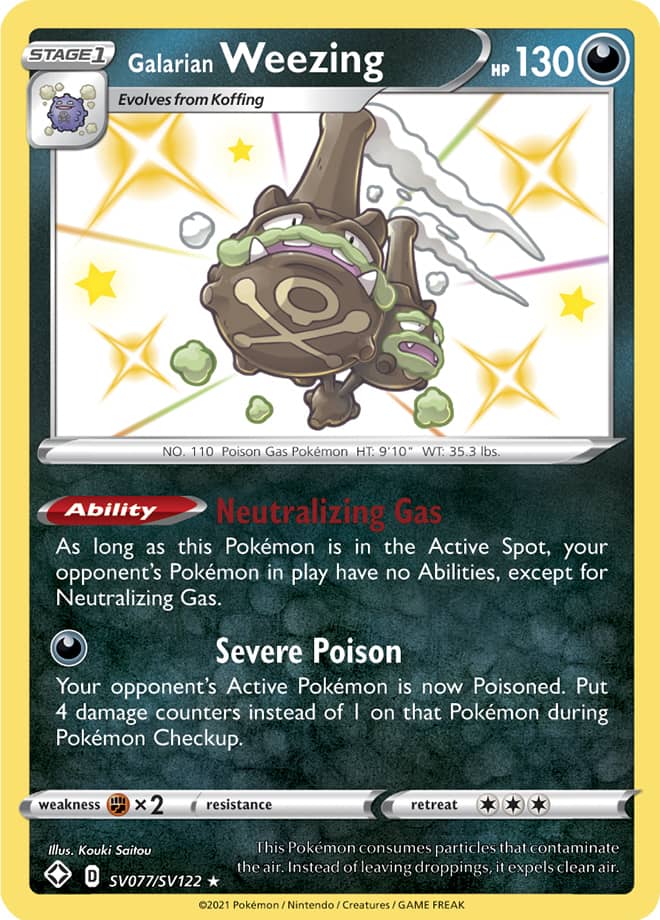 STAGE1 Galarian Weezing HP 130
Evolves from Koffing
NO. 110 Poison Gas Pokémon HT: 9'10" WT: 35.3 lbs.
Ability Neutralizing Gas
As long as this Pokémon is in the Active Spot, your
opponent's Pokémon in play have no Abilities, except for
Neutralizing Gas.
Severe Poison
Your opponent's Active Pokémon is now Poisoned. Put
4 damage counters instead of 1 on that Pokémon during
Pokémon Checkup.
weakness ×2 resistance retreat
Illus. Kouki Saitou
This Pokémon consumes particles that contaminate
the air. Instead of leaving droppings, it expels clean air.
D SV077/SV122 ★
©2021 Pokémon / Nintendo / Creatures / GAME FREAK